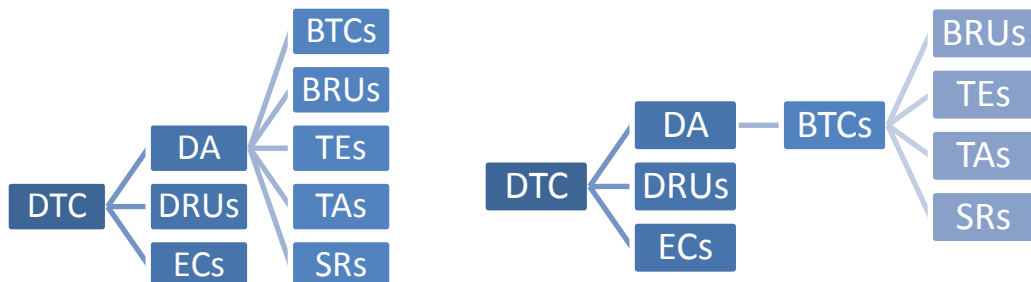 DTC
DA
DRUs
ECs
BTCs
BRUs
TEs
TAs
SRs
DTC
DA
DRUs
ECs
BTCs
BRUs
TEs
TAs
SRs